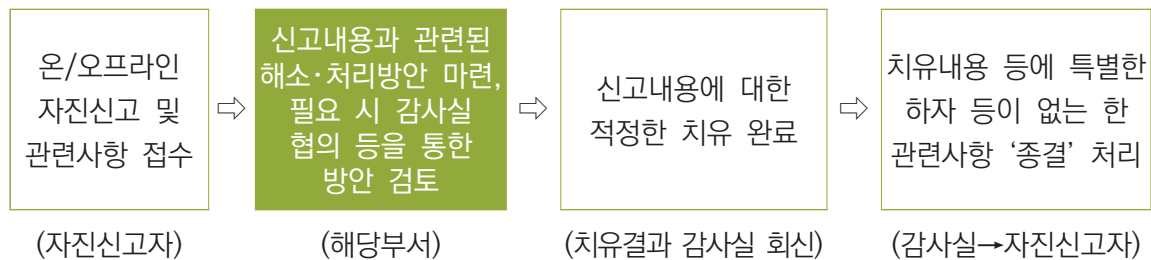 온/오프라인
자진신고 및
관련사항 접수
⇨
신고내용과 관련된
해소·처리방안 마련,
필요 시 감사실
협의 등을 통한
방안 검토
⇨
신고내용에 대한
적정한 치유 완료
⇨
치유내용 등에 특별한
하자 등이 없는 한
관련사항 ‘종결’ 처리
(자진신고자)
(해당부서)
(치유결과 감사실 회신)
(감사실→자진신고자)